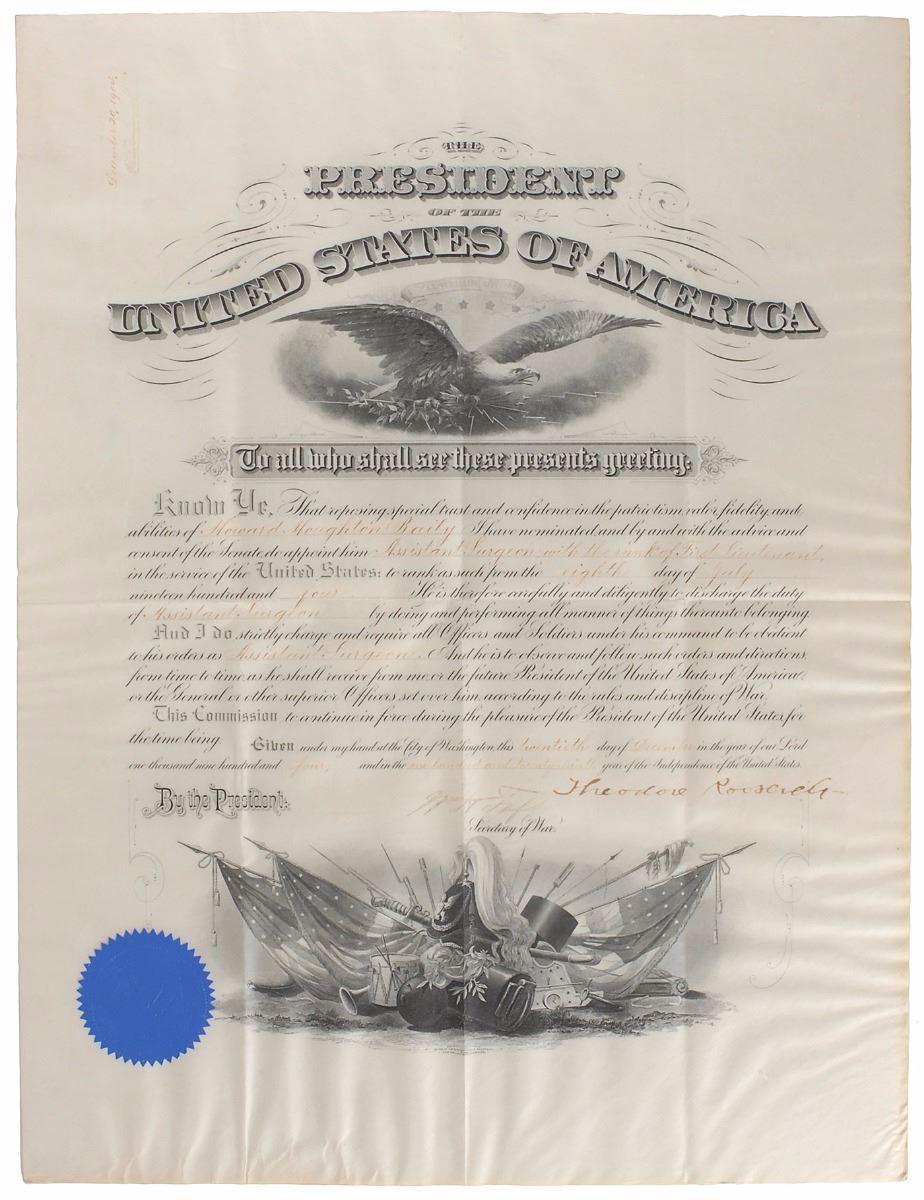 December 20, 1904.
THE
PRESIDENT
OF THE
UNITED STATES OF AMERICA
To all who shall see these presents greeting:
Know Ye, That reposing special trust and confidence in the patriotism, valor, fidelity and
abilities of Howard Houghton Baily I have nominated and by and with the advice and
consent of the Senate do appoint him Assistant Surgeon, with the rank of First Lieutenant,
in the service of the United States: to rank as such from the eighth day of July
nineteen hundred and four. He is therefore carefully and diligently to discharge the duty
of Assistant Surgeon by doing and performing all manner of things thereunto belonging.
And I do strictly charge and require all Officers and Soldiers under his command to be obedient
to his orders as Assistant Surgeon. And he is to observe and follow such orders and directions,
from time to time, as he shall receive from me, or the future President of the United States of America,
or the General or other superior Officers set over him, according to the rules and discipline of War.
This Commission to continue in force during the pleasure of the President of the United States, for
the time being. Given under my hand at the City of Washington, this twentieth day of December in the year of our Lord
one thousand nine hundred and four, and in the one hundred and twenty-ninth year of the Independence of the United States.
Theodore Roosevelt
By the President:
Secretary of War.